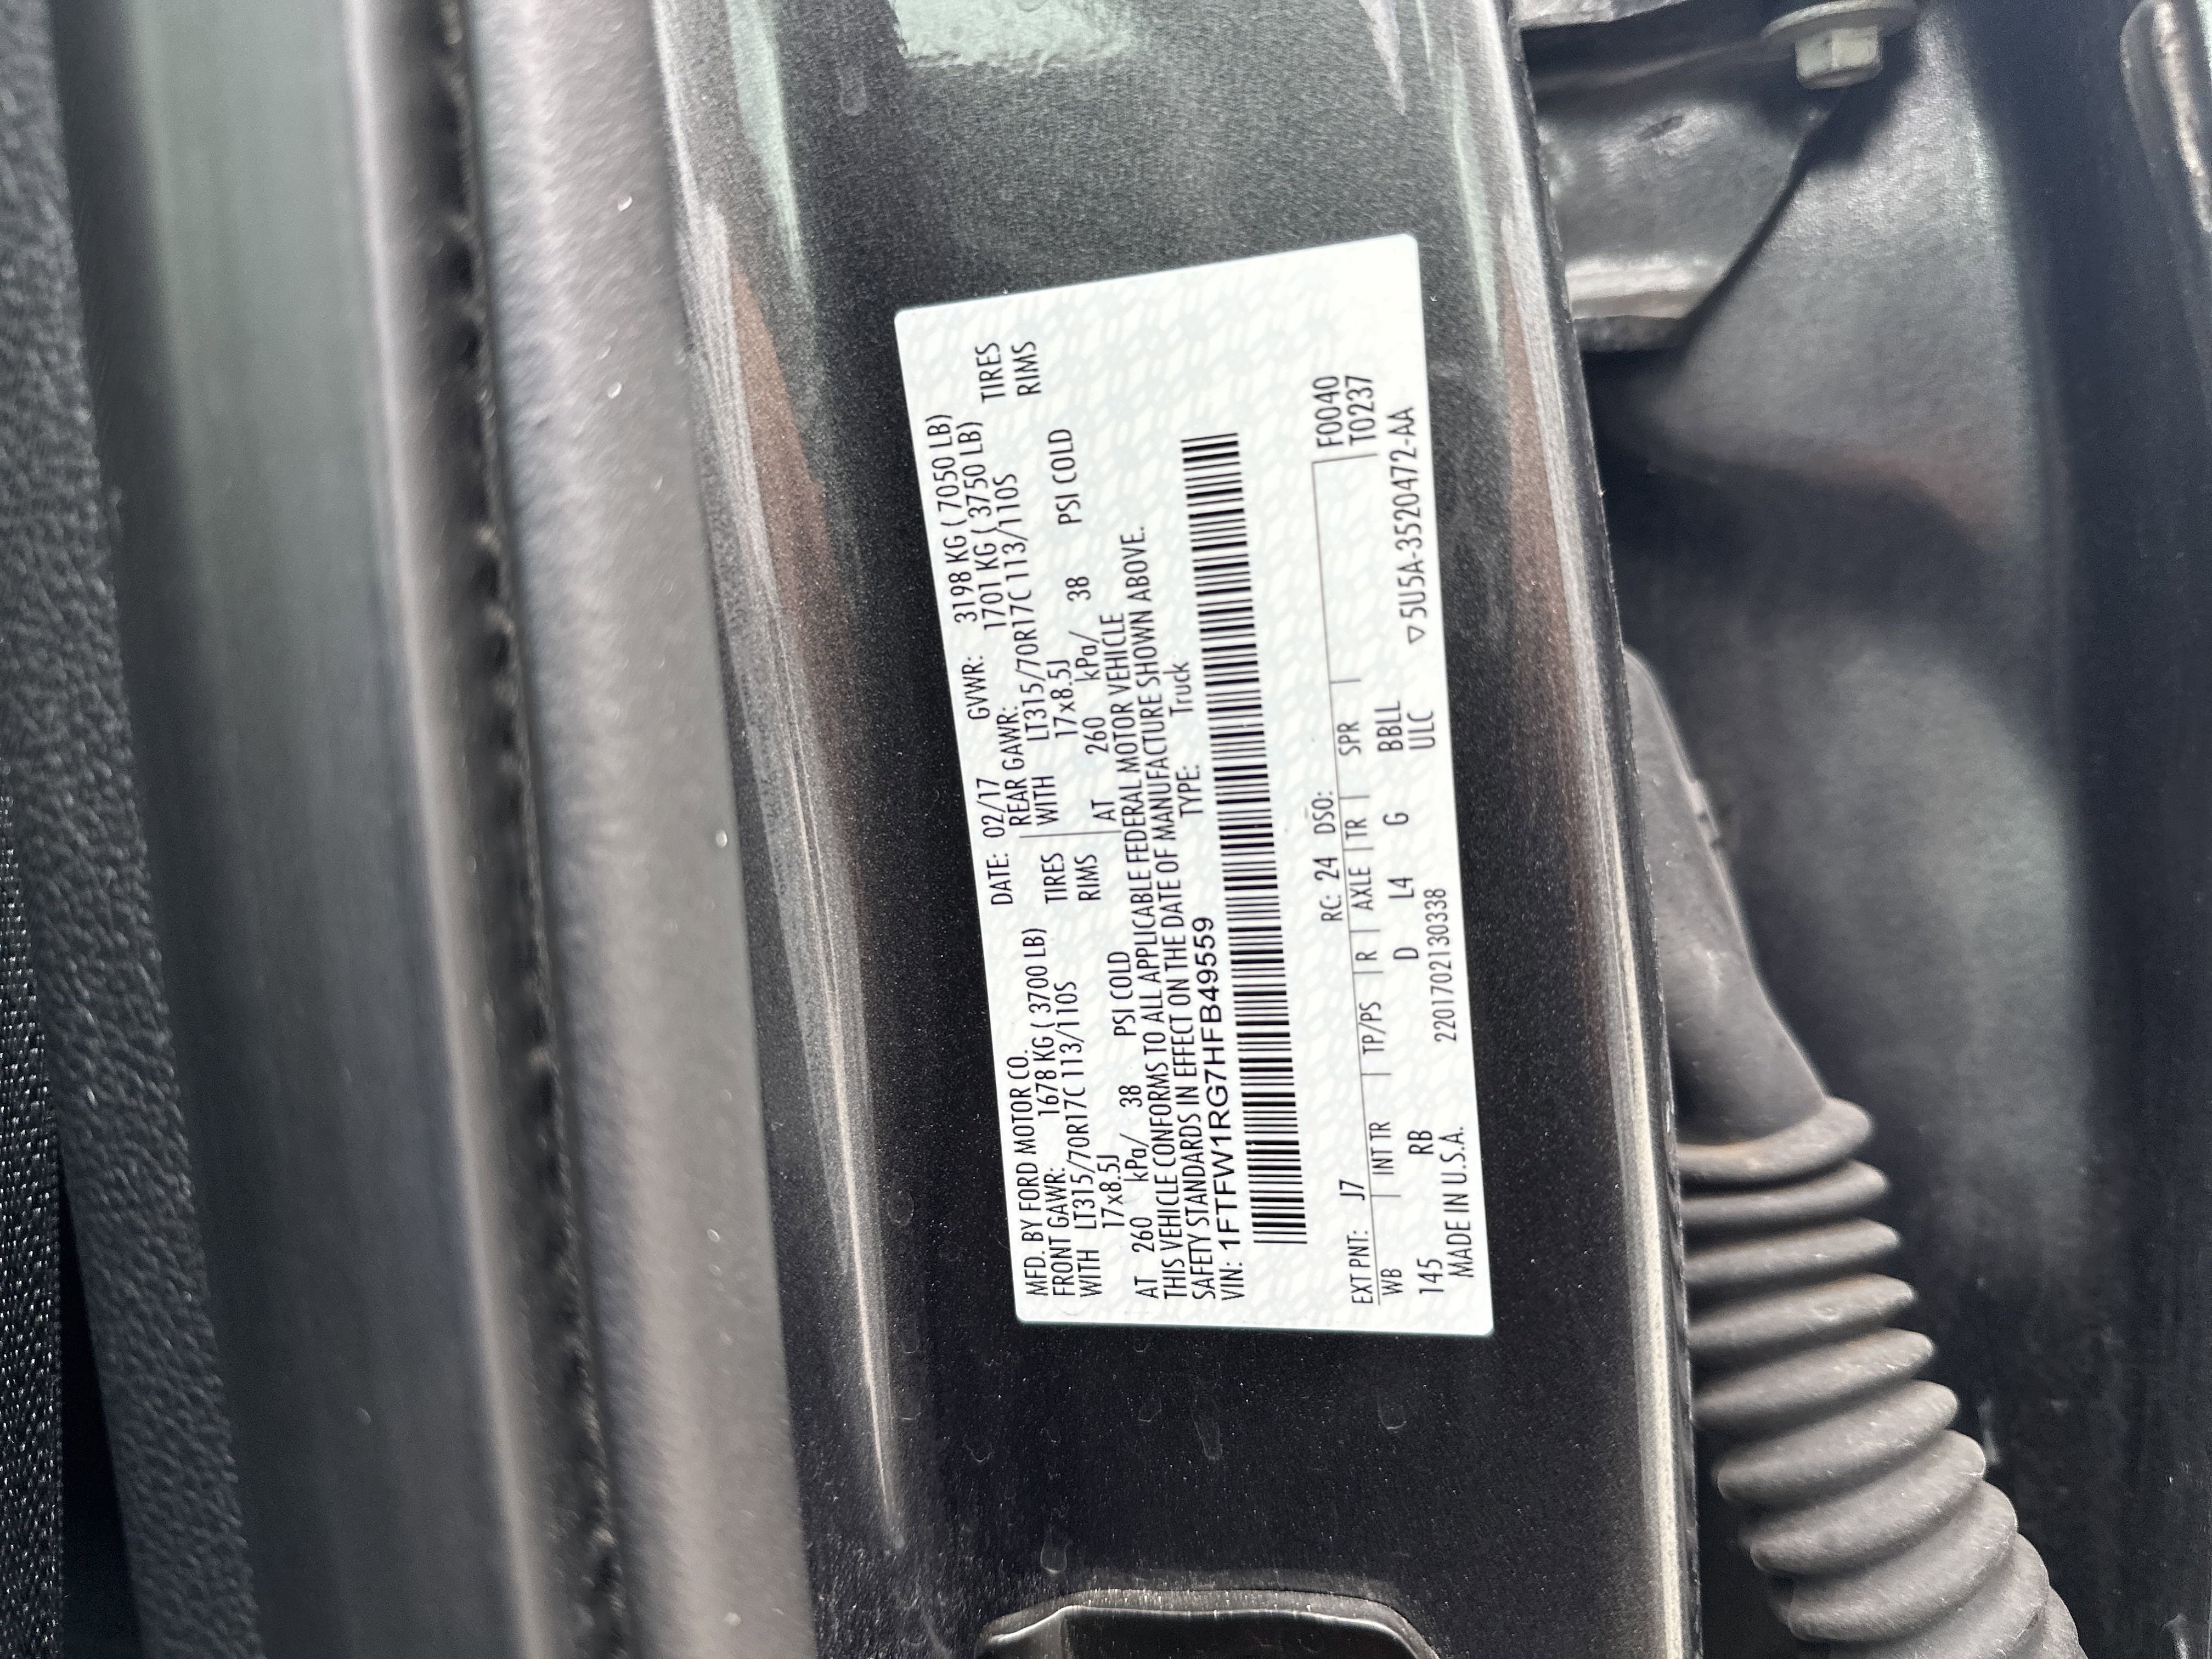 MFD. BY FORD MOTOR CO. DATE: 02/17 GVWR: 3198 KG ( 7050 LB)
FRONT GAWR: 1678 KG ( 3700 LB) REAR GAWR: 1701 KG ( 3750 LB)
WITH LT315/70R17C 113/110S TIRES WITH LT315/70R17C 113/110S TIRES
17x8.5J RIMS 17x8.5J RIMS
AT 260 kPa/ 38 PSI COLD AT 260 kPa/ 38 PSI COLD
THIS VEHICLE CONFORMS TO ALL APPLICABLE FEDERAL MOTOR VEHICLE
SAFETY STANDARDS IN EFFECT ON THE DATE OF MANUFACTURE SHOWN ABOVE.
VIN: 1FTFW1RG7HFB49559 TYPE: Truck
EXT PNT: J7 RC: 24 DSO: F0040
WB INT TR TP/PS R AXLE TR SPR T0237
145 RB D L4 G BBLL
ULC
MADE IN U.S.A. 2201702130338 ▽5U5A-3520472-AA